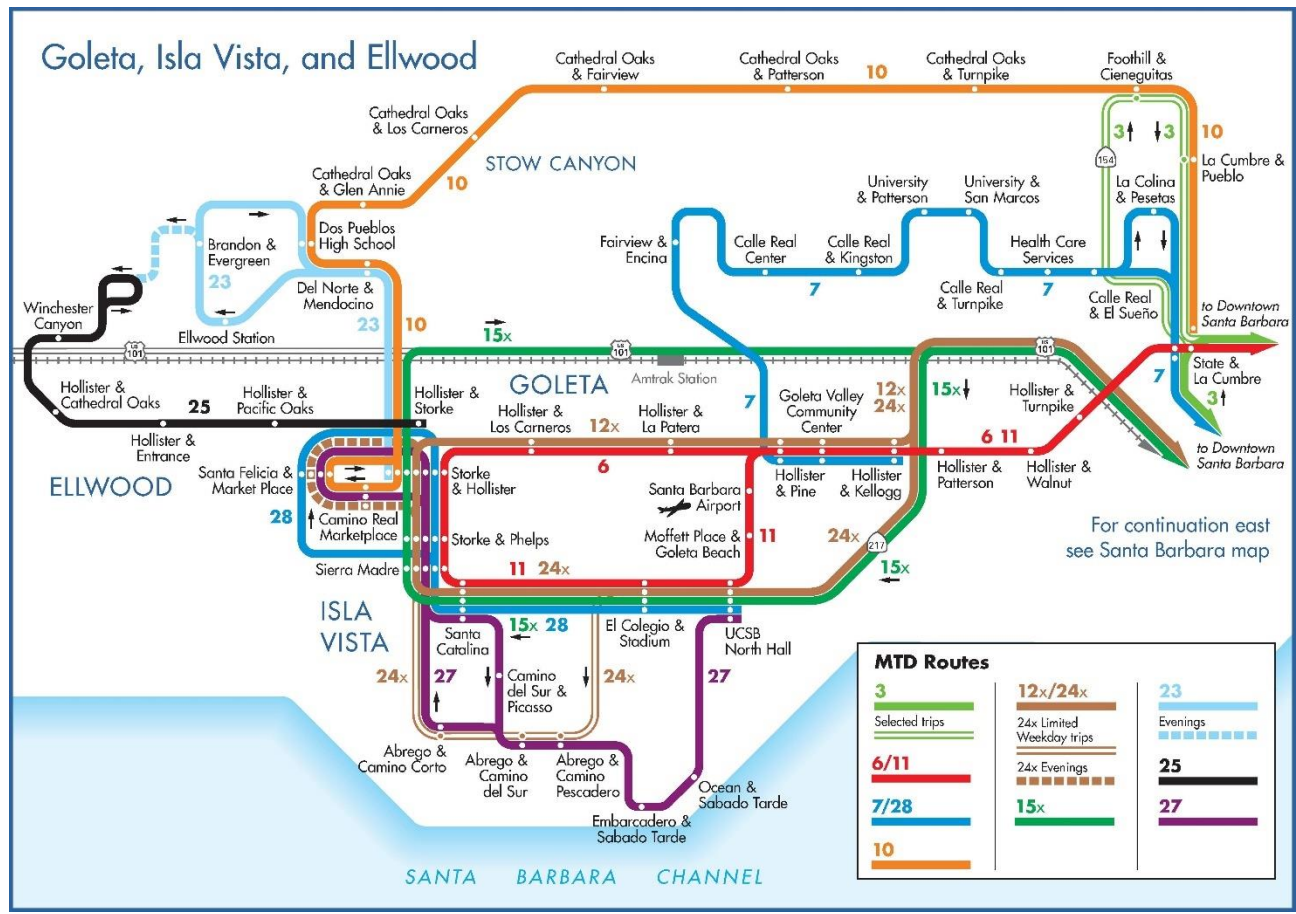 Goleta, Isla Vista, and Ellwood
Cathedral Oaks
& Fairview
Cathedral Oaks
& Patterson
10
Cathedral Oaks
& Turnpike
Foothill &
Cieneguitas
Cathedral Oaks
& Los Carneros
3
3
10
STOW CANYON
154
La Cumbre &
Pueblo
Cathedral Oaks
& Glen Annie
10
University
& Patterson
University &
San Marcos
La Colina
& Pesetas
Brandon &
Evergreen
23
Dos Pueblos
High School
Fairview &
Encina
Calle Real
Center
Calle Real
& Kingston
Health Care
Services
7
7
Del Norte &
Mendocino
Calle Real
& Turnpike
Calle Real
& El Sueño
Winchester
Canyon
Ellwood Station
23
10
to Downtown
Santa Barbara
15x
US
101
US
101
US
101
GOLETA
Amtrak Station
State &
La Cumbre
7
3
Hollister &
Cathedral Oaks
25
Hollister &
Pacific Oaks
Hollister &
Storke
Hollister &
Los Carneros
12x
Hollister &
La Patera
7
Goleta Valley
Community
Center
12x
24x
15x
Hollister &
Turnpike
Hollister &
Entrance
6
6 11
to Downtown
Santa Barbara
ELLWOOD
Santa Felicia &
Market Place
Storke
& Hollister
Santa Barbara
Airport
Hollister
& Pine
Hollister
& Kellogg
Hollister &
Patterson
Hollister &
Walnut
28
Camino Real
Marketplace
Storke & Phelps
Moffett Place &
Goleta Beach
11
24x
217
For continuation east
see Santa Barbara map
Sierra Madre
11 24x
15x
ISLA
VISTA
Santa
Catalina
15x 28
El Colegio &
Stadium
UCSB
North Hall
24x
27
Camino
del Sur &
Picasso
24x
27
Abrego &
Camino Corto
Abrego &
Camino
del Sur
Abrego &
Camino
Pescadero
Ocean &
Sabado Tarde
Embarcadero &
Sabado Tarde
SANTA BARBARA CHANNEL
MTD Routes
3
Selected trips
6/11
7/28
10
12x/24x
24x Limited
Weekday trips
24x Evenings
15x
23
Evenings
25
27